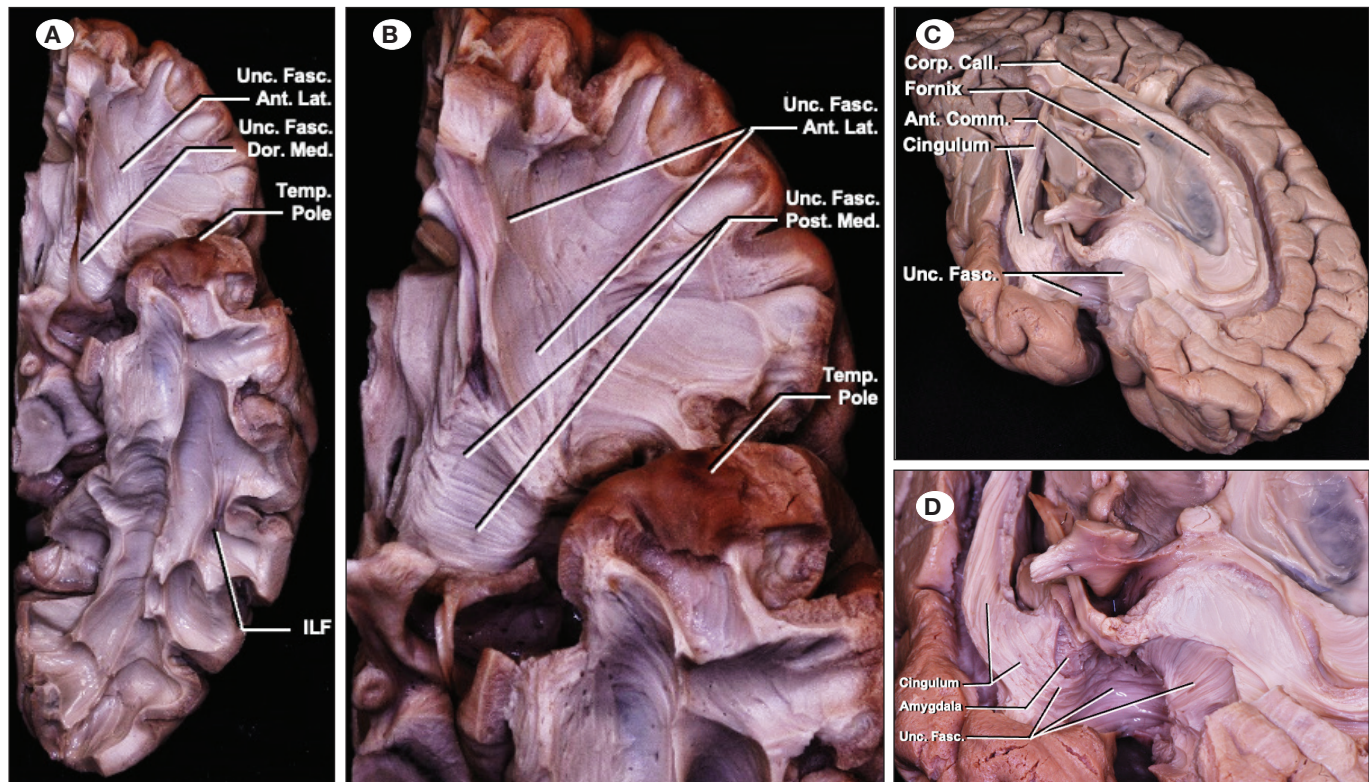 A
Unc. Fasc.
Ant. Lat.
Unc. Fasc.
Dor. Med.
Temp.
Pole
ILF
B
Unc. Fasc.
Ant. Lat.
Unc. Fasc.
Post. Med.
Temp.
Pole
C
Corp. Call.
Fornix
Ant. Comm.
Cingulum
Unc. Fasc.
D
Cingulum
Amygdala
Unc. Fasc.